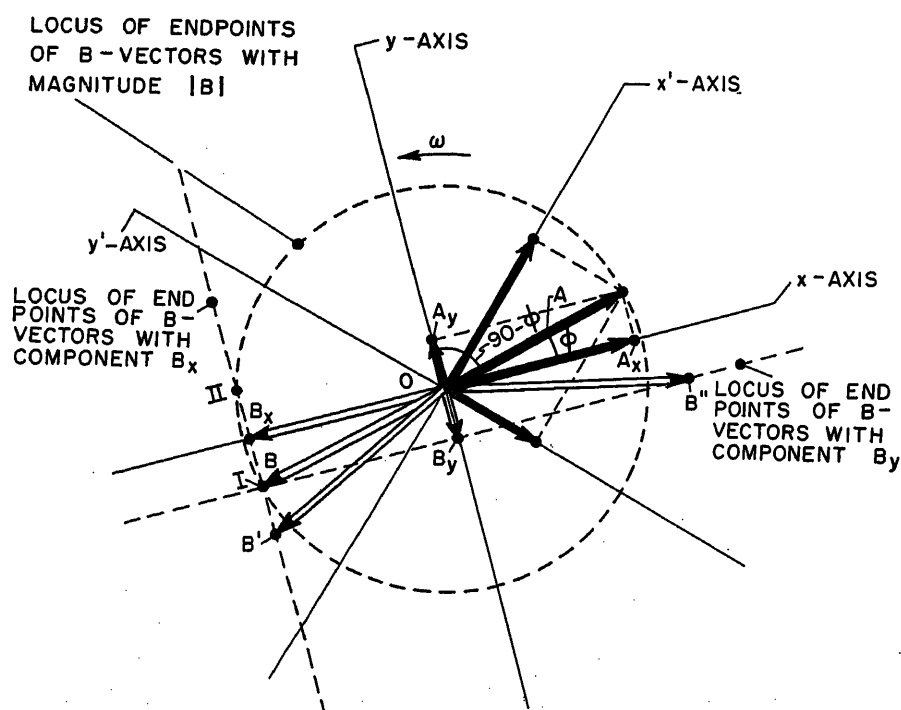 LOCUS OF ENDPOINTS
OF B-VECTORS WITH
MAGNITUDE |B|
y-AXIS
x'-AXIS
ω
y'-AXIS
x-AXIS
LOCUS OF END
POINTS OF B-
VECTORS WITH
COMPONENT Bx
Ay
90-ϕ
A
ϕ
Ax
O
II
Bx
B
I
By
B'
B"
LOCUS OF END
POINTS OF B-
VECTORS WITH
COMPONENT By